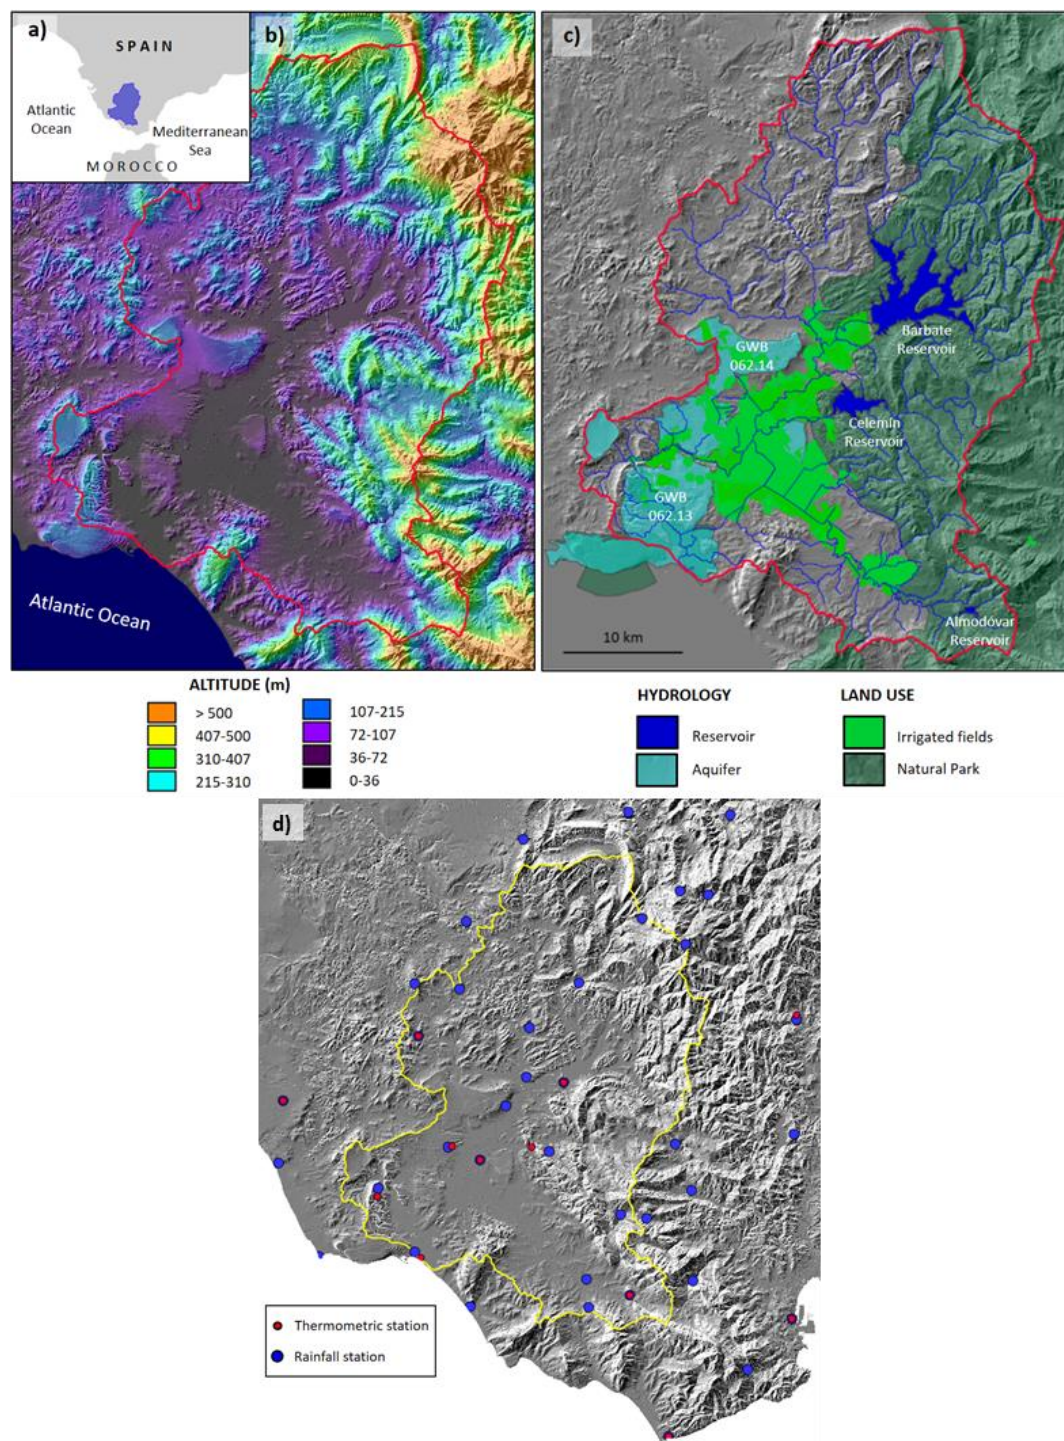 a)
SPAIN
Atlantic
Ocean
Mediterranean
Sea
MOROCCO
b)
Atlantic Ocean
c)
GWB
062.14
Barbate
Reservoir
Celemín
Reservoir
GWB
062.13
Almodóvar
Reservoir
10 km
ALTITUDE (m)
> 500
407-500
310-407
215-310
107-215
72-107
36-72
0-36
HYDROLOGY
Reservoir
Aquifer
LAND USE
Irrigated fields
Natural Park
d)
Thermometric station
Rainfall station